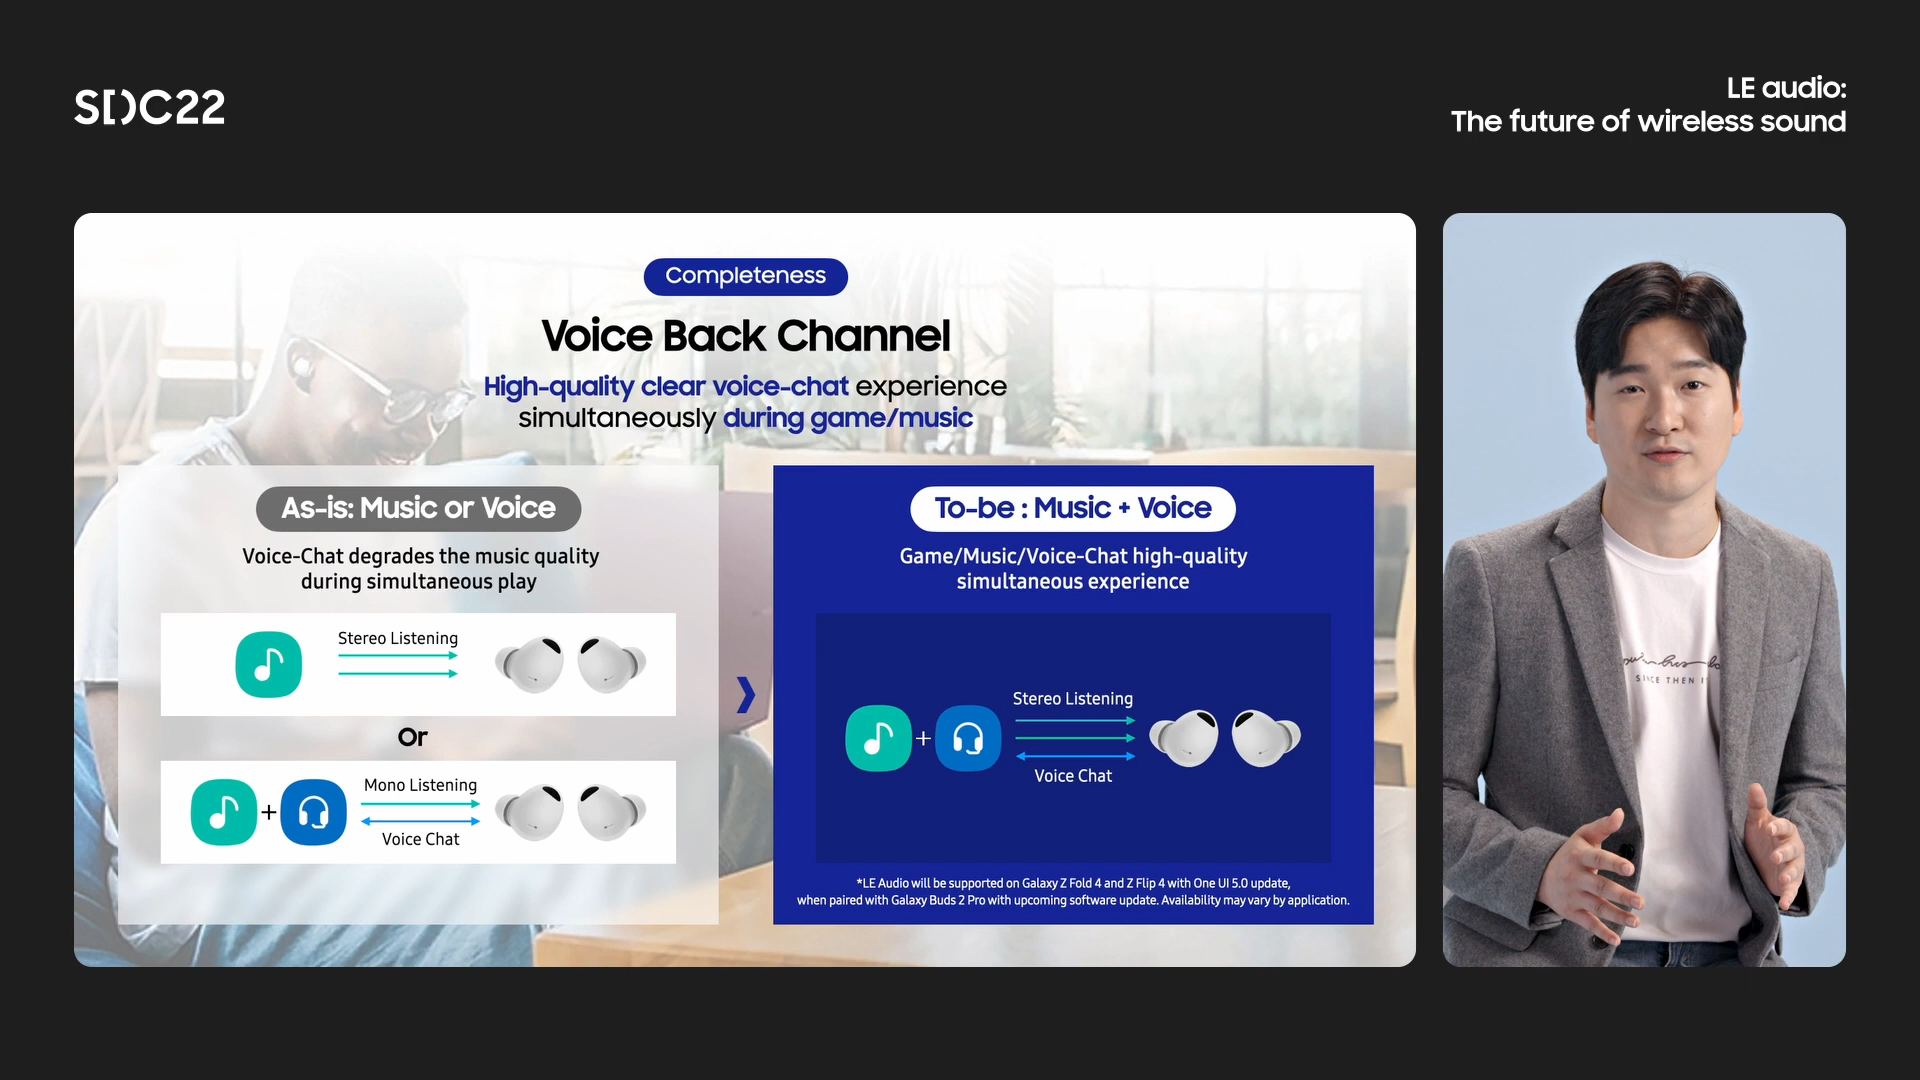 SDC22
LE audio:
The future of wireless sound
Completeness
Voice Back Channel
High-quality clear voice-chat experience
simultaneously during game/music
As-is: Music or Voice
Voice-Chat degrades the music quality
during simultaneous play
Stereo Listening
Or
+
Mono Listening
Voice Chat
❯
To-be : Music + Voice
Game/Music/Voice-Chat high-quality
simultaneous experience
+
Stereo Listening
Voice Chat
*LE Audio will be supported on Galaxy Z Fold 4 and Z Flip 4 with One UI 5.0 update,
when paired with Galaxy Buds 2 Pro with upcoming software update. Availability may vary by application.
THEN